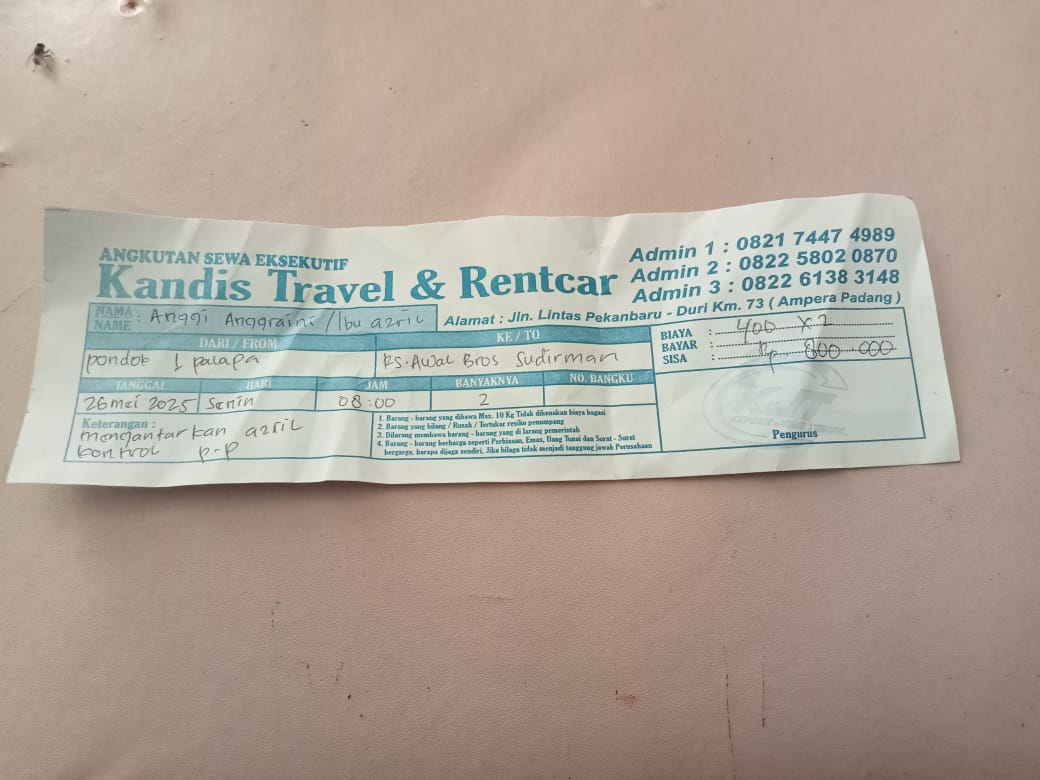 ANGKUTAN SEWA EKSEKUTIF
Kandis Travel & Rentcar
Admin 1 : 0821 7447 4989
Admin 2 : 0822 5802 0870
Admin 3 : 0822 6138 3148
Alamat : Jln. Lintas Pekanbaru - Duri Km. 73 ( Ampera Padang )
NAMA
NAME : Anggi Anggraini / Ibu azril
DARI / FROM KE / TO
pondok 1 palapa RS. Awal Bros Sudirman
TANGGAL HARI JAM BANYAKNYA NO. BANGKU
26 mei 2025 Senin 08:00 2
BIAYA : 400 x 2
BAYAR : Rp 800 000
SISA :
Keterangan :
mengantarkan azril
kontrol p-p
1. Barang - barang yang dibawa Max. 10 Kg Tidak dikenakan biaya bagasi
2. Barang yang hilang / Rusak / Tertukar resiko penumpang
3. Dilarang membawa barang - barang yang di larang pemerintah
4. Barang - barang berharga seperti Perhiasan, Emas, Uang Tunai dan Surat - Surat
bergarga, harapa dijaga sendiri, Jika hilaga tidak menjadi tanggung jawah Perusahaan
Pengurus